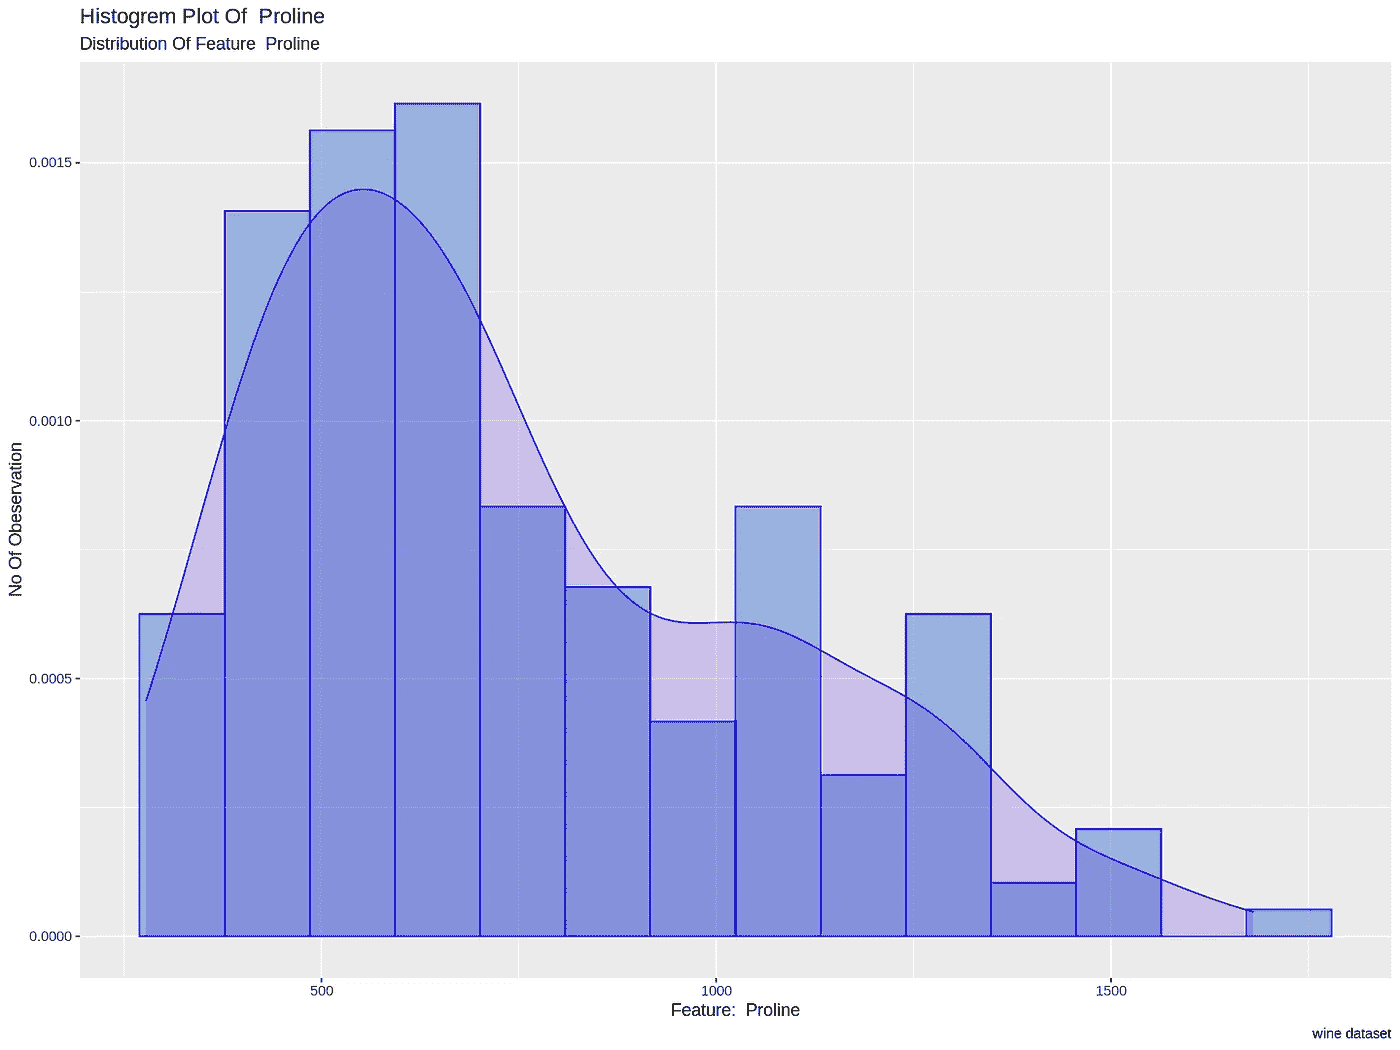 Histogrem Plot Of  Proline
Distribution Of Feature  Proline
No Of Obeservation
0.0015
0.0010
0.0005
0.0000
500
1000
1500
Feature:  Proline
wine dataset